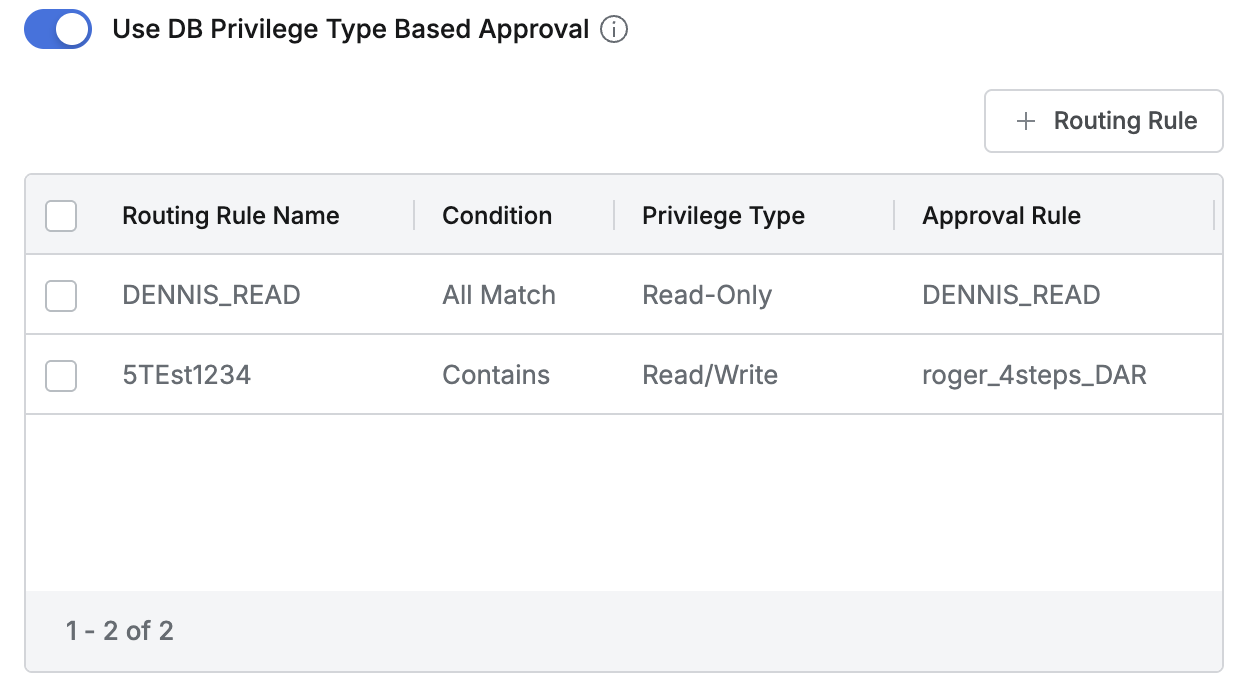 Use DB Privilege Type Based Approval
Routing Rule
Routing Rule Name Condition Privilege Type Approval Rule
DENNIS_READ All Match Read-Only DENNIS_READ
5TEst1234 Contains Read/Write roger_4steps_DAR
1 - 2 of 2